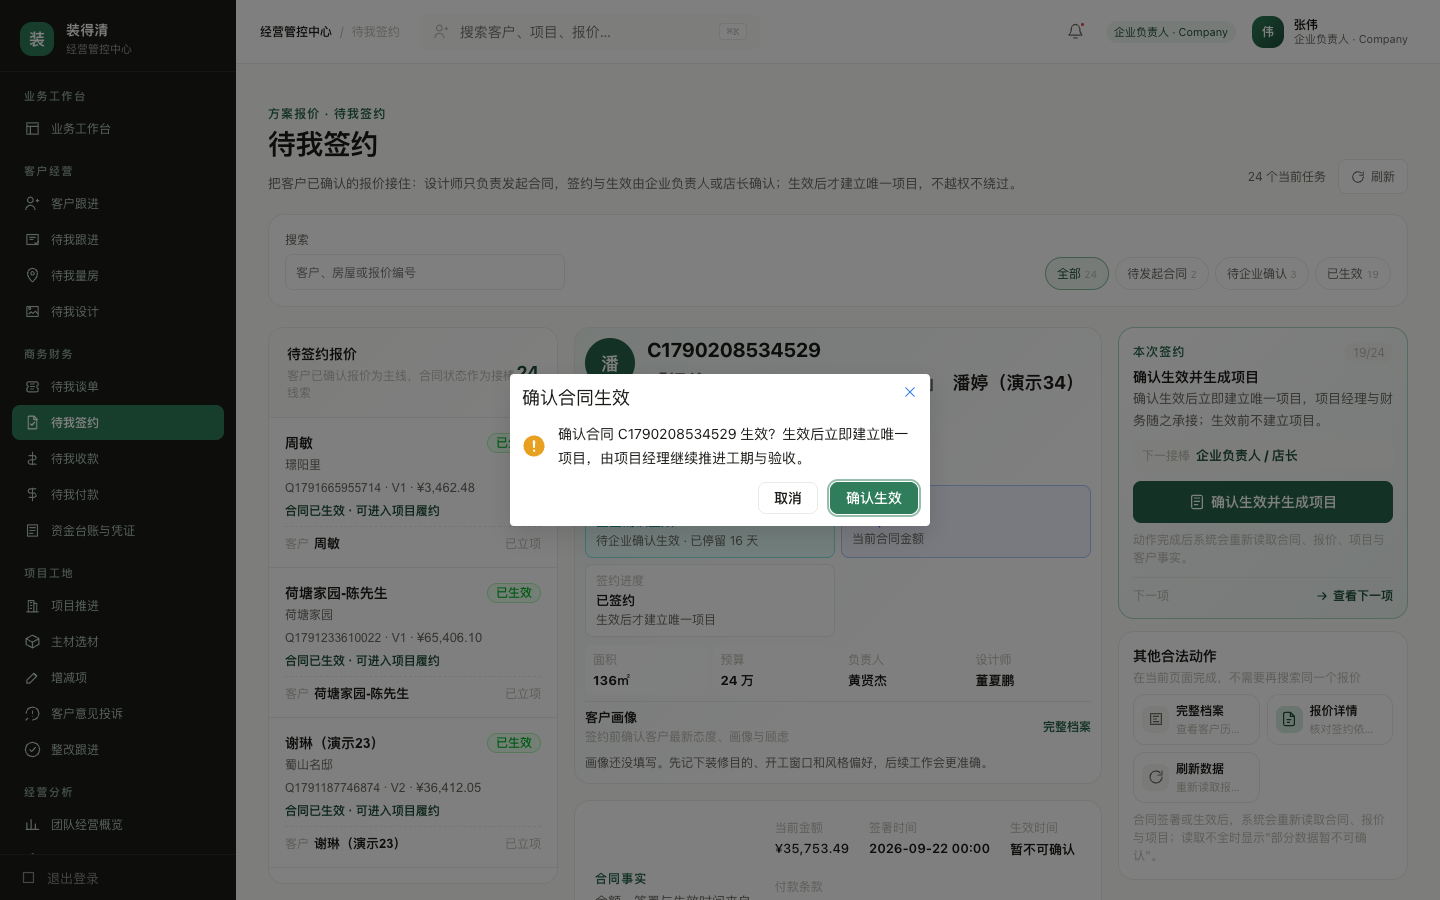 装
装得清
经营管控中心
业务工作台
业务工作台
客户经营
客户跟进
待我跟进
待我量房
待我设计
商务财务
待我谈单
待我签约
待我收款
待我付款
资金台账与凭证
项目工地
项目推进
主材选材
增减项
客户意见投诉
整改跟进
经营分析
团队经营概览
退出登录
经营管控中心 / 待我签约
搜索客户、项目、报价...
⌘K
企业负责人 · Company
伟
张伟
企业负责人 · Company
方案报价 · 待我签约
待我签约
把客户已确认的报价接住：设计师只负责发起合同，签约与生效由企业负责人或店长确认；生效后才建立唯一项目，不越权不绕过。
24 个当前任务
刷新
搜索
客户、房屋或报价编号
全部 24
待发起合同 2
待企业确认 3
已生效 19
待签约报价
24
客户已确认报价为主线，合同状态作为接
线索
周敏
璟阳里
Q1791665955714 · V1 · ¥3,462.48
合同已生效 · 可进入项目履约
客户 周敏
已立项
荷塘家园-陈先生
已生效
荷塘家园
Q1791233610022 · V1 · ¥65,406.10
合同已生效 · 可进入项目履约
客户 荷塘家园-陈先生
已立项
谢琳（演示23）
已生效
蜀山名邸
Q1791187746874 · V2 · ¥36,412.05
合同已生效 · 可进入项目履约
客户 谢琳（演示23）
已立项
潘
C1790208534529
潘婷（演示34）
确认合同生效
确认合同 C1790208534529 生效？生效后立即建立唯一
项目，由项目经理继续推进工期与验收。
取消
确认生效
待企业确认生效 · 已停留 16 天
当前合同金额
签约进度
已签约
生效后才建立唯一项目
面积
136㎡
预算
24 万
负责人
黄贤杰
设计师
董夏鹏
客户画像
签约前确认客户最新态度、画像与顾虑
完整档案
画像还没填写。先记下装修目的、开工窗口和风格偏好，后续工作会更准确。
当前金额
¥35,753.49
签署时间
2026-09-22 00:00
生效时间
暂不可确认
合同事实
付款条款
本次签约
19/24
确认生效并生成项目
确认生效后立即建立唯一项目，项目经理与财
务随之承接；生效前不建立项目。
下一接棒 企业负责人 / 店长
确认生效并生成项目
动作完成后系统会重新读取合同、报价、项目与
客户事实。
下一项
→ 查看下一项
其他合法动作
在当前页面完成，不需要再搜索同一个报价
完整档案
查看客户历...
报价详情
核对签约依...
刷新数据
重新读取报...
合同签署或生效后，系统会重新读取合同、报价
与项目；读取不全时显示"部分数据暂不可确
认"。